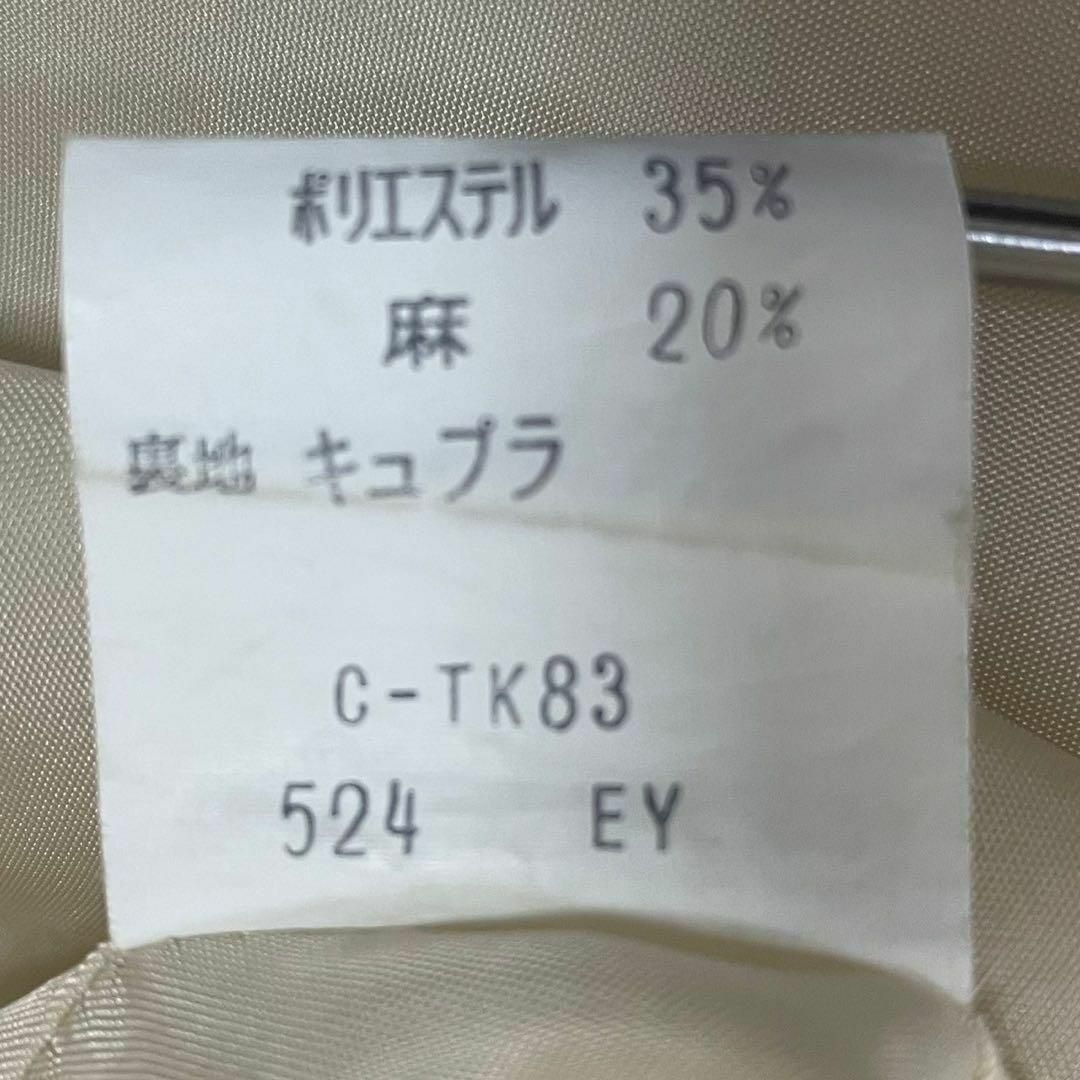 ポリエステル 35%
麻 20%
裏地 キュプラ
C-TK83
524 EY